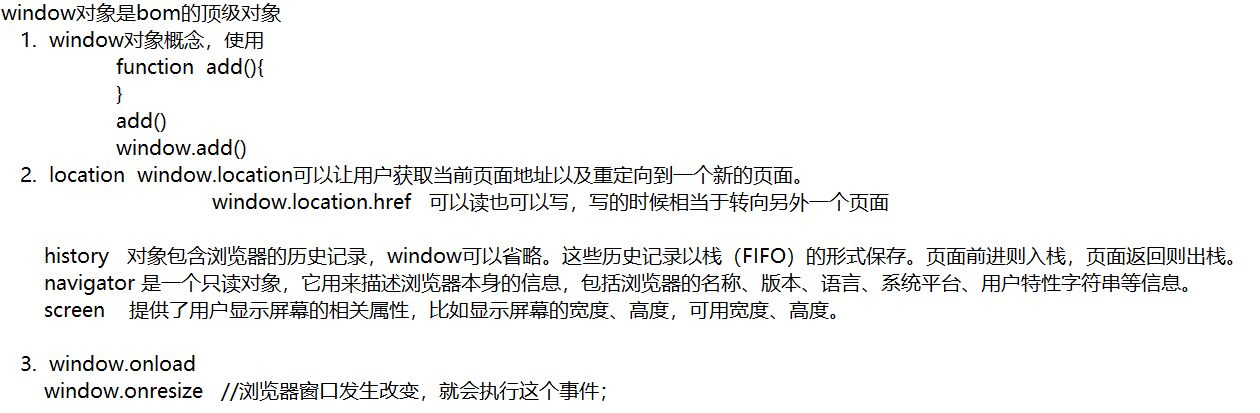 window对象是bom的顶级对象
1. window对象概念，使用
function add(){
}
add()
window.add()
2. location window.location可以让用户获取当前页面地址以及重定向到一个新的页面。
window.location.href 可以读也可以写，写的时候相当于转向另外一个页面
history 对象包含浏览器的历史记录，window可以省略。这些历史记录以栈（FIFO）的形式保存。页面前进则入栈，页面返回则出栈。
navigator 是一个只读对象，它用来描述浏览器本身的信息，包括浏览器的名称、版本、语言、系统平台、用户特性字符串等信息。
screen 提供了用户显示屏幕的相关属性，比如显示屏幕的宽度、高度，可用宽度、高度。
3. window.onload
window.onresize //浏览器窗口发生改变，就会执行这个事件；